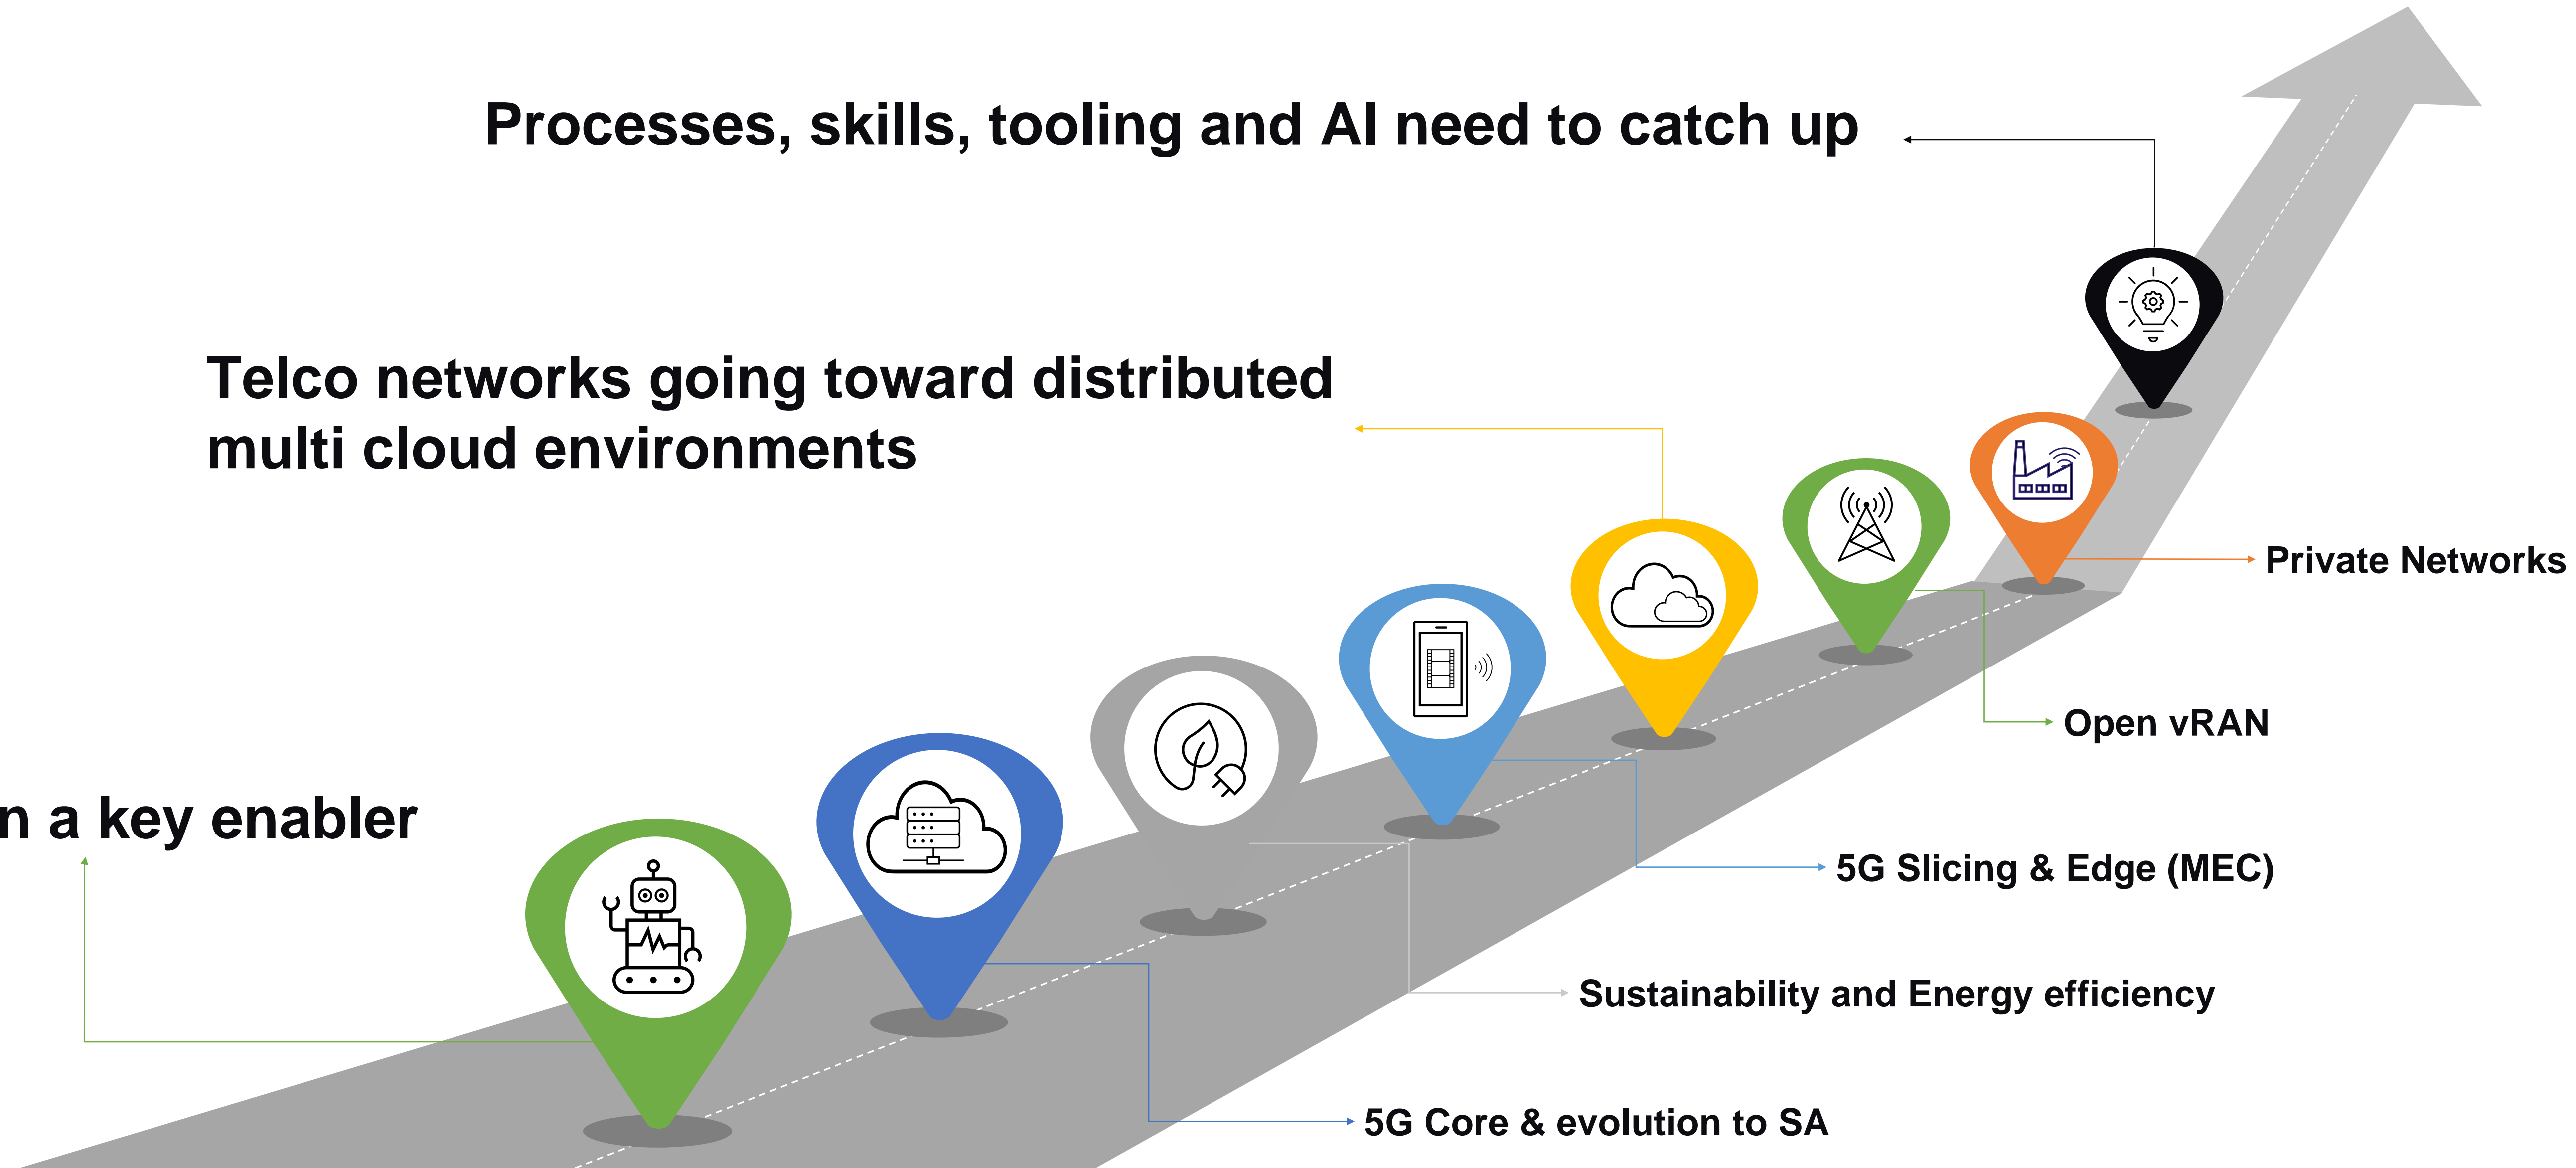 Processes, skills, tooling and AI need to catch up
Telco networks going toward distributed
multi cloud environments
Private Networks
Open vRAN
n a key enabler
5G Slicing & Edge (MEC)
Sustainability and Energy efficiency
5G Core & evolution to SA